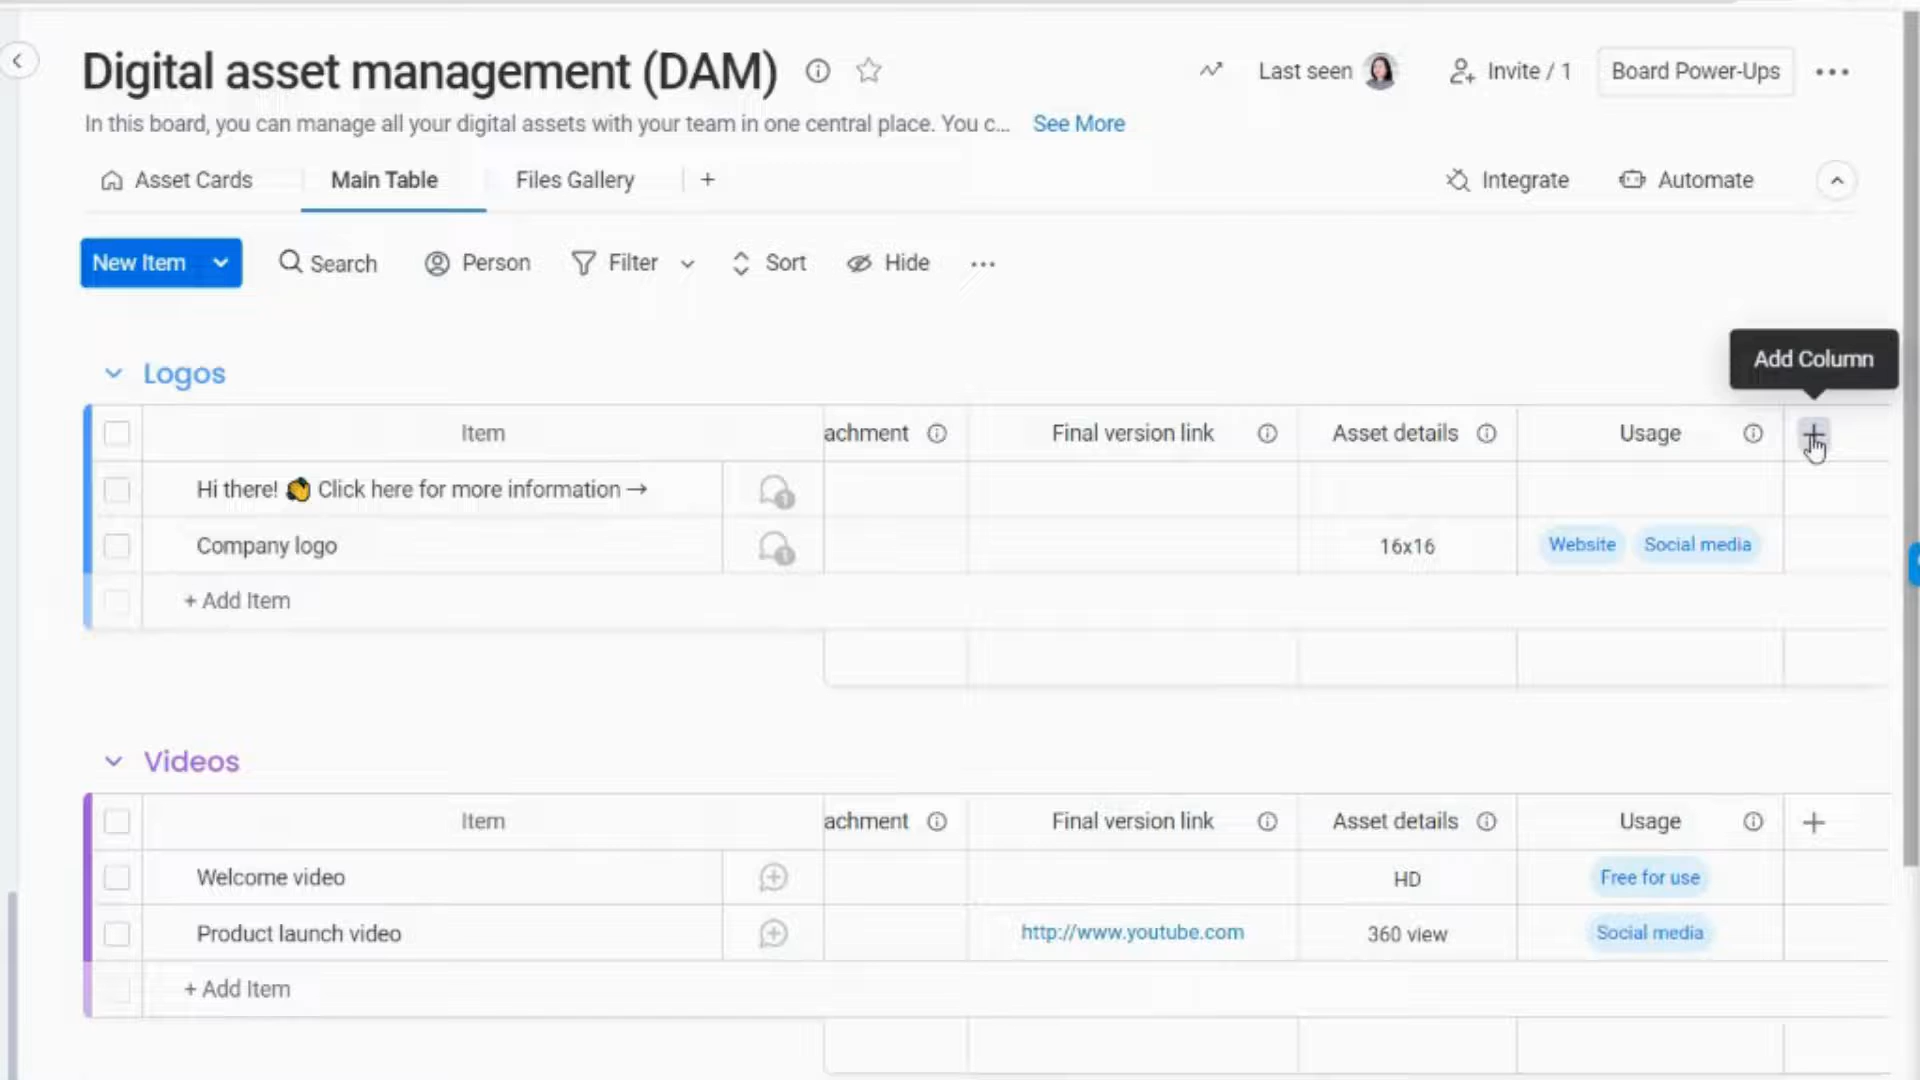 Digital asset management (DAM)
Last seen
Invite / 1
Board Power-Ups
In this board, you can manage all your digital assets with your team in one central place. You c... See More
Asset Cards
Main Table
Files Gallery
+
Integrate
Automate
New Item
Search
Person
Filter
Sort
Hide
Add Column
Logos
Item
achment
Final version link
Asset details
Usage
+
Hi there! 👏 Click here for more information →
1
Company logo
1
16x16
Website
Social media
+ Add Item
Videos
Item
achment
Final version link
Asset details
Usage
+
Welcome video
HD
Free for use
Product launch video
http://www.youtube.com
360 view
Social media
+ Add Item